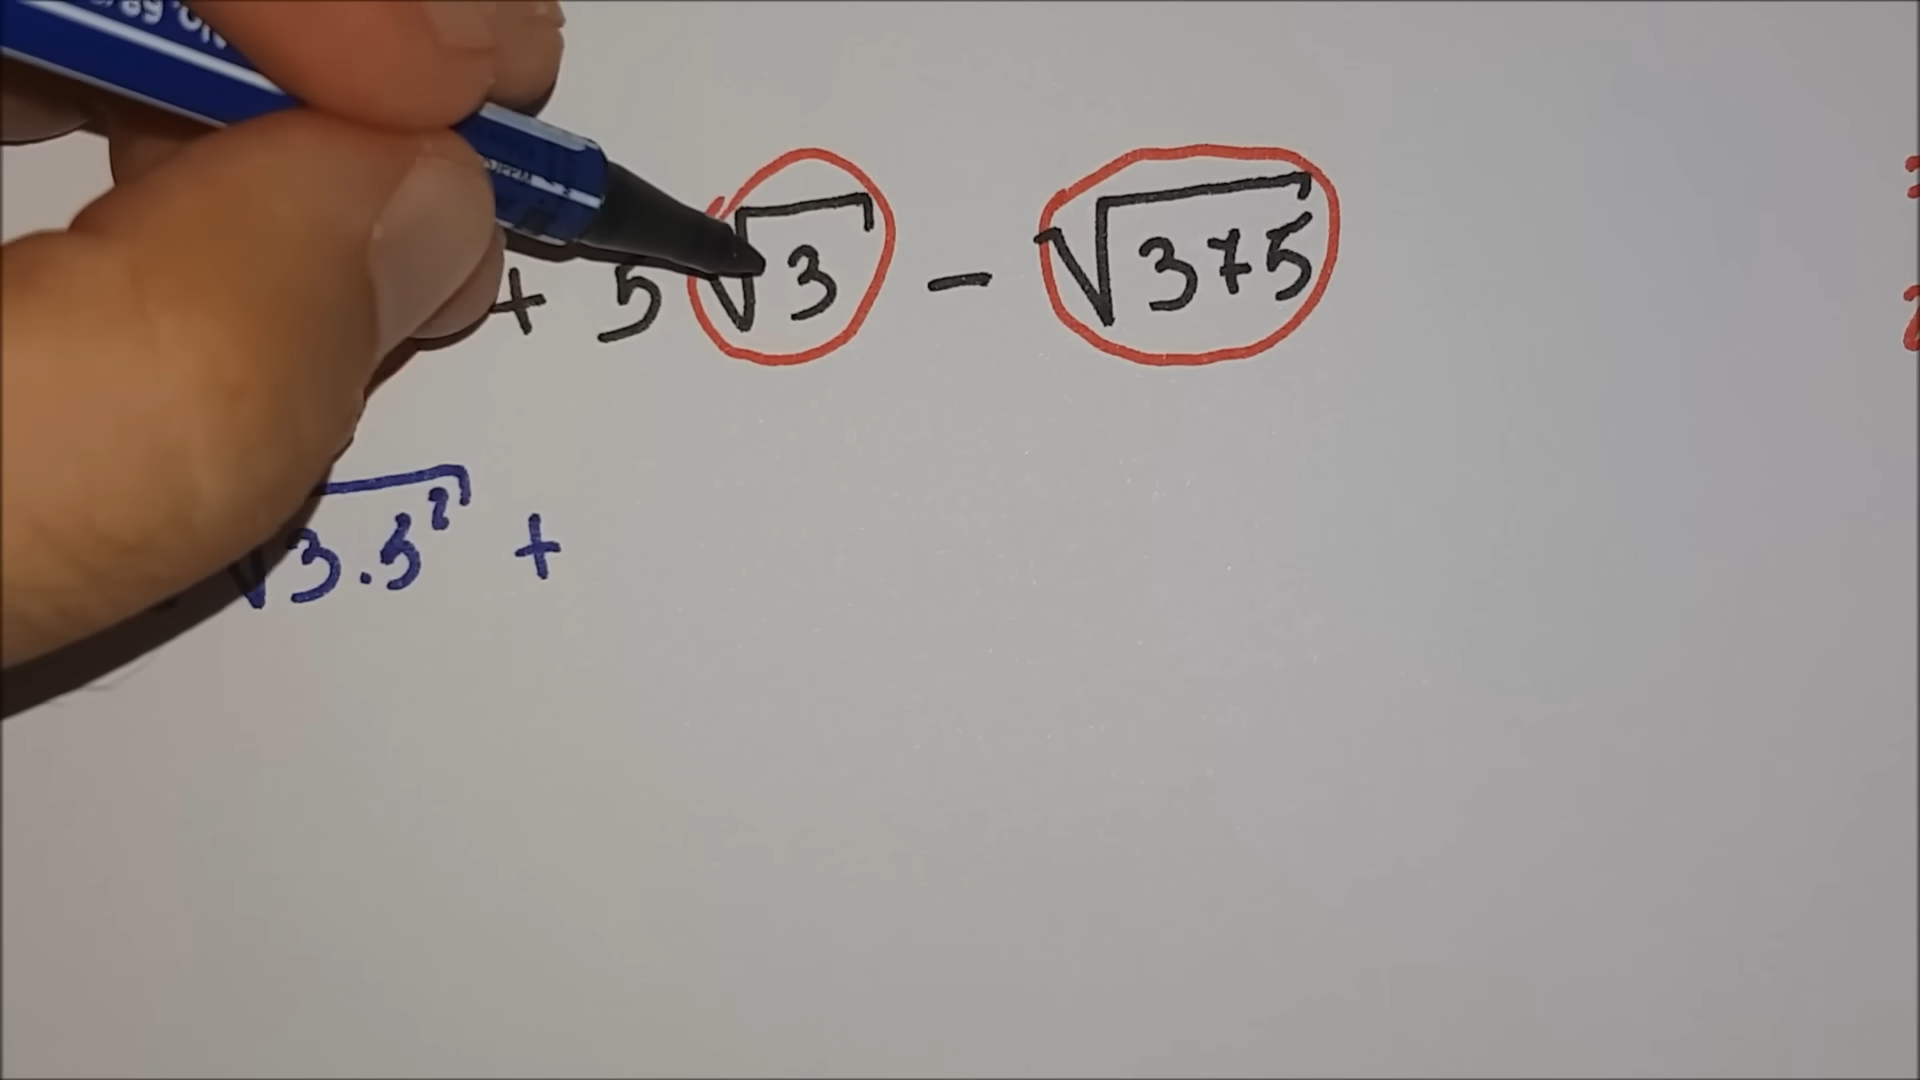 + 5 √3 - √375
√3.5² +